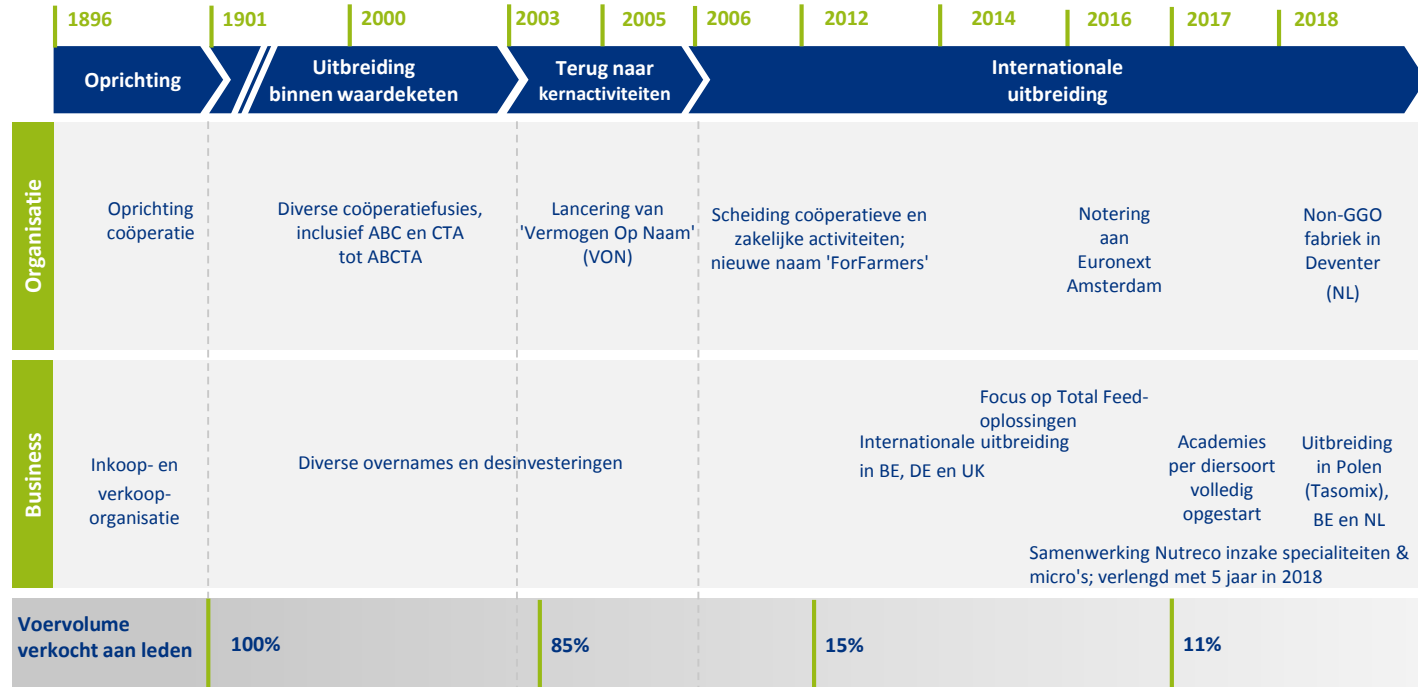 1896
1901
2000
2003
2005
2006
2012
2014
2016
2017
2018
Oprichting
Uitbreiding
binnen waardeketen
Terug naar
kernactiviteiten
Internationale
uitbreiding
Organisatie
Oprichting
coöperatie
Diverse coöperatiefusies,
inclusief ABC en CTA
tot ABCTA
Lancering van
'Vermogen Op Naam'
(VON)
Scheiding coöperatieve en
zakelijke activiteiten;
nieuwe naam 'ForFarmers'
Notering
aan
Euronext
Amsterdam
Non-GGO
fabriek in
Deventer
(NL)
Business
Inkoop- en
verkoop-
organisatie
Diverse overnames en desinvesteringen
Focus op Total Feed-
oplossingen
Internationale uitbreiding
in BE, DE en UK
Academies
per diersoort
volledig
opgestart
Uitbreiding
in Polen
(Tasomix),
BE en NL
Samenwerking Nutreco inzake specialiteiten &
micro's; verlengd met 5 jaar in 2018
Voervolume
verkocht aan leden
100%
85%
15%
11%